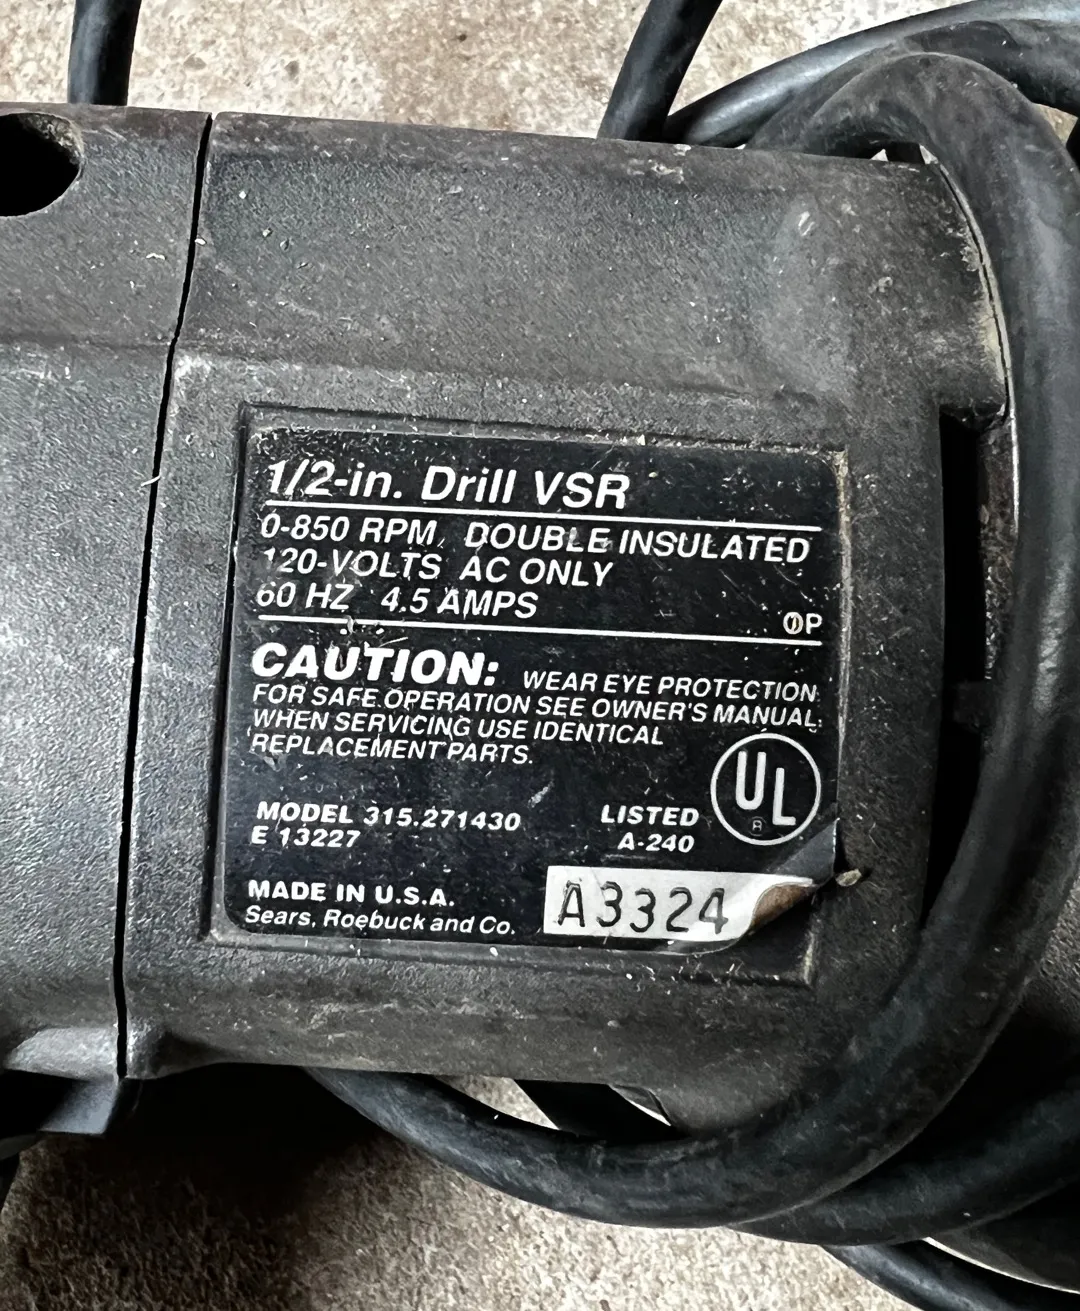 1/2-in. Drill VSR
0-850 RPM, DOUBLE INSULATED
120-VOLTS AC ONLY
60 HZ 4.5 AMPS
ⓄP
CAUTION: WEAR EYE PROTECTION.
FOR SAFE OPERATION SEE OWNER'S MANUAL.
WHEN SERVICING USE IDENTICAL
REPLACEMENT PARTS.
UL
®
MODEL 315.271430
LISTED
E 13227
A-240
MADE IN U.S.A.
Sears, Roebuck and Co.
A3324